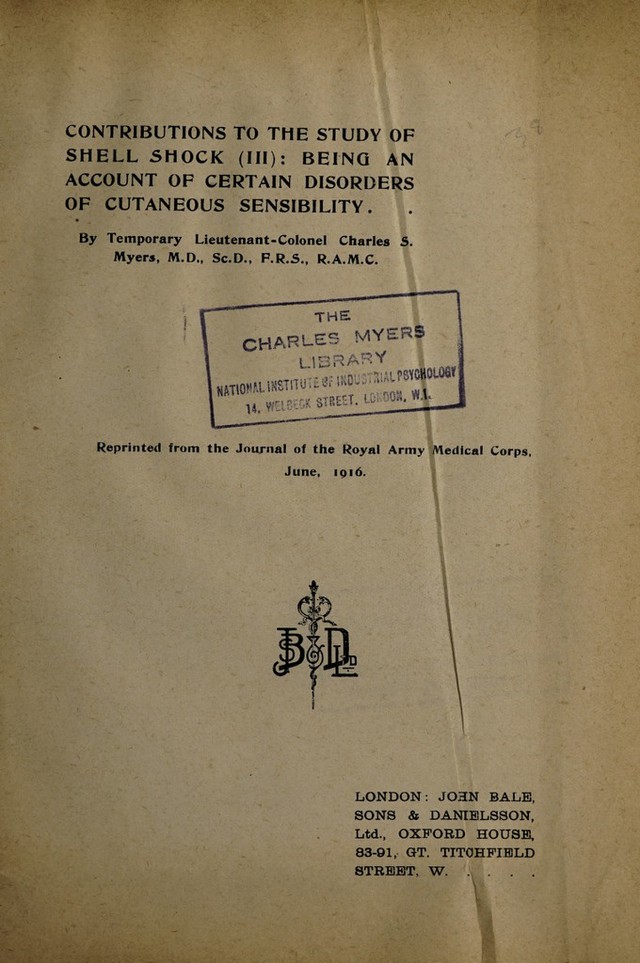 CONTRIBUTIONS TO THE STUDY OF
SHELL SHOCK (III): BEING AN
ACCOUNT OF CERTAIN DISORDERS
OF CUTANEOUS SENSIBILITY. .
By Temporary Lieutenant-Colonel Charles S.
Myers, M.D., Sc.D., F.R.S., R.A.M.C.
THE
CHARLES MYERS
LIBRARY
NATIONAL INSTITUTE OF INDUSTRIAL PSYCHOLOGY
14, WELBECK STREET, LONDON, W.1.
Reprinted from the Journal of the Royal Army Medical Corps,
June, 1916.
LONDON: JOHN BALE,
SONS & DANIELSSON,
Ltd., OXFORD HOUSE,
83-91, GT. TITCHFIELD
STREET, W. . . . .